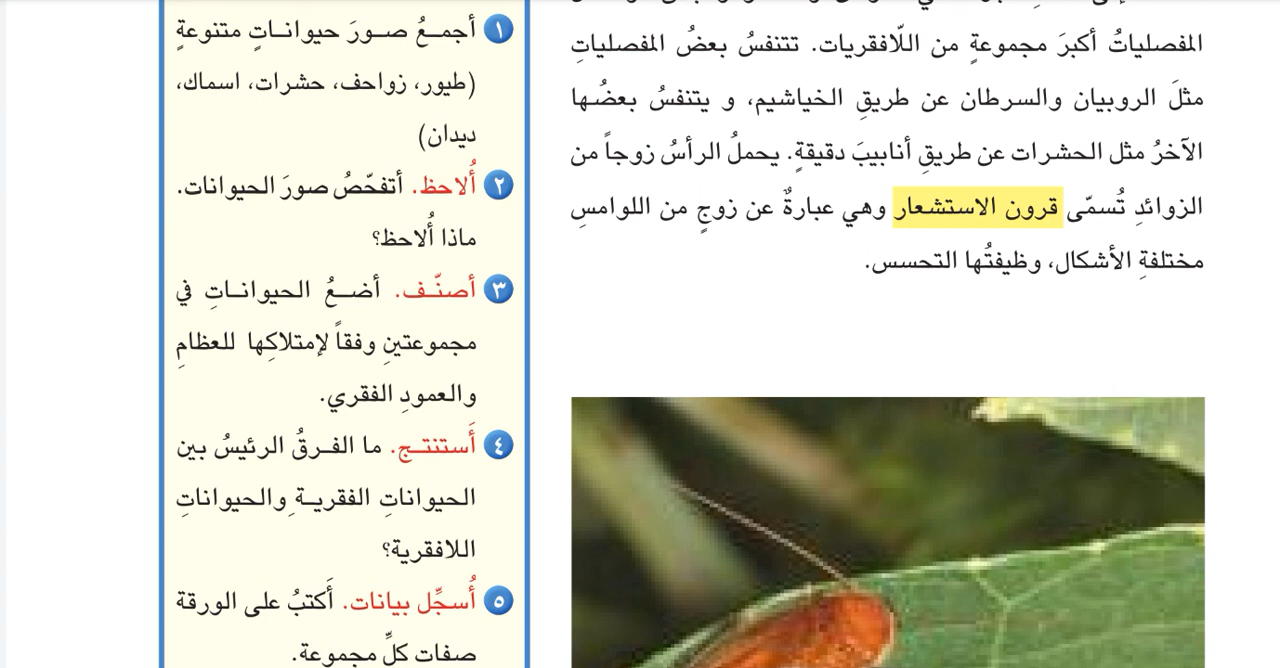 المفصلياتُ أكبرَ مجموعةٍ من اللّافقريات. تتنفسُ بعضُ المفصلياتِ
مثلَ الروبيان والسرطان عن طريقِ الخياشيم، و يتنفسُ بعضُها
الآخرُ مثل الحشرات عن طريقِ أنابيبَ دقيقةٍ. يحملُ الرأسُ زوجاً من
الزوائدِ تُسمّى قرون الاستشعار وهي عبارةٌ عن زوجٍ من اللوامسِ
مختلفةِ الأشكال، وظيفتُها التحسس.
١ أجمعُ صورَ حيواناتٍ متنوعةٍ
(طيور، زواحف، حشرات، اسماك،
ديدان)
٢ أُلاحظ. أتفحّصُ صورَ الحيوانات.
ماذا أُلاحظ؟
٣ أصنّف. أضعُ الحيواناتِ في
مجموعتينِ وفقاً لإمتلاكِها للعظامِ
والعمودِ الفقري.
٤ أَستنتج. ما الفرقُ الرئيسُ بين
الحيواناتِ الفقريةِ والحيواناتِ
اللافقرية؟
٥ أُسجِّل بيانات. أَكتبُ على الورقة
صفات كلِّ مجموعة.